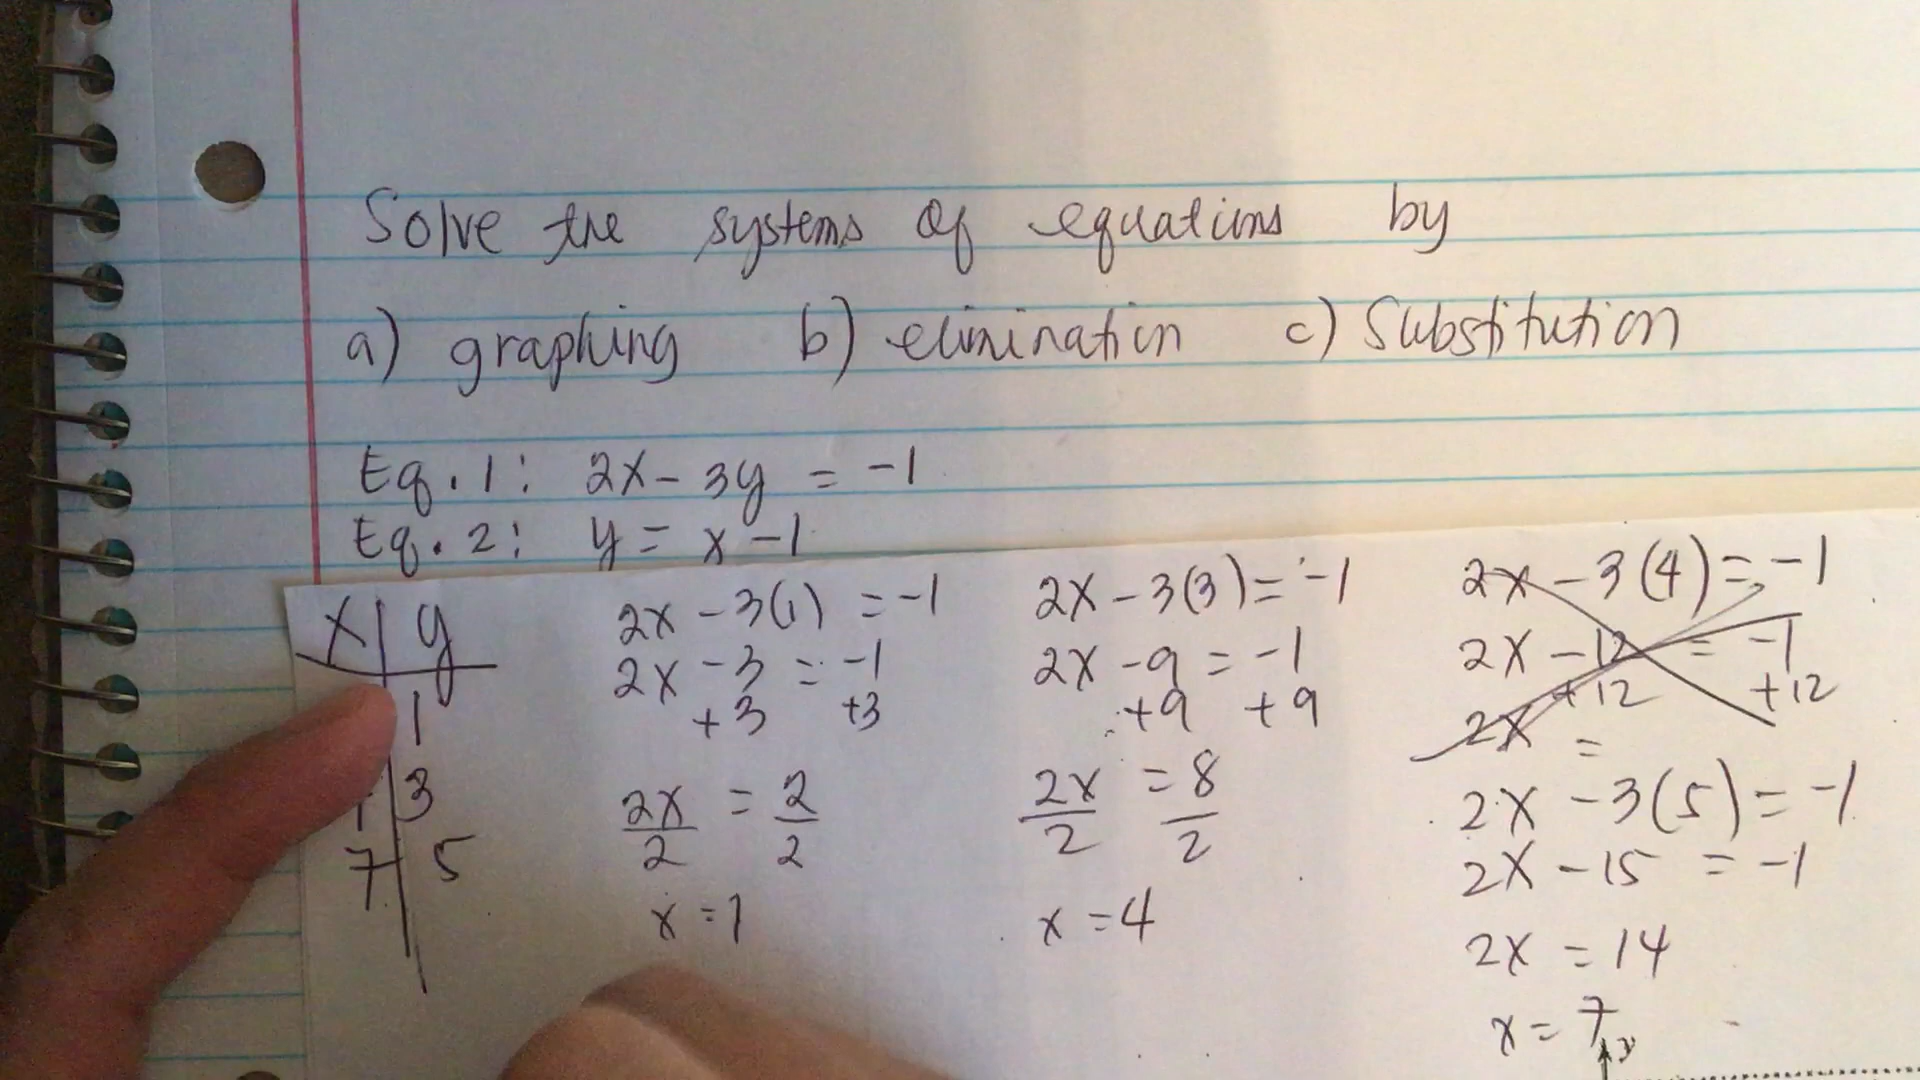 Solve the systems of equations by
a) graphing b) elimination c) Substitution
Eq. 1: 2x - 3y = -1
Eq. 2: y = x - 1
x | y
1
3
7 5
2x - 3(1) = -1
2x - 3 = -1
+3 +3
2x/2 = 2/2
x = 1
2x - 3(3) = -1
2x - 9 = -1
+9 +9
2x/2 = 8/2
x = 4
2x - 3(4) = -1
2x - 12 = -1
+12 +12
2x =
2x - 3(5) = -1
2x - 15 = -1
2x = 14
x = 7
y